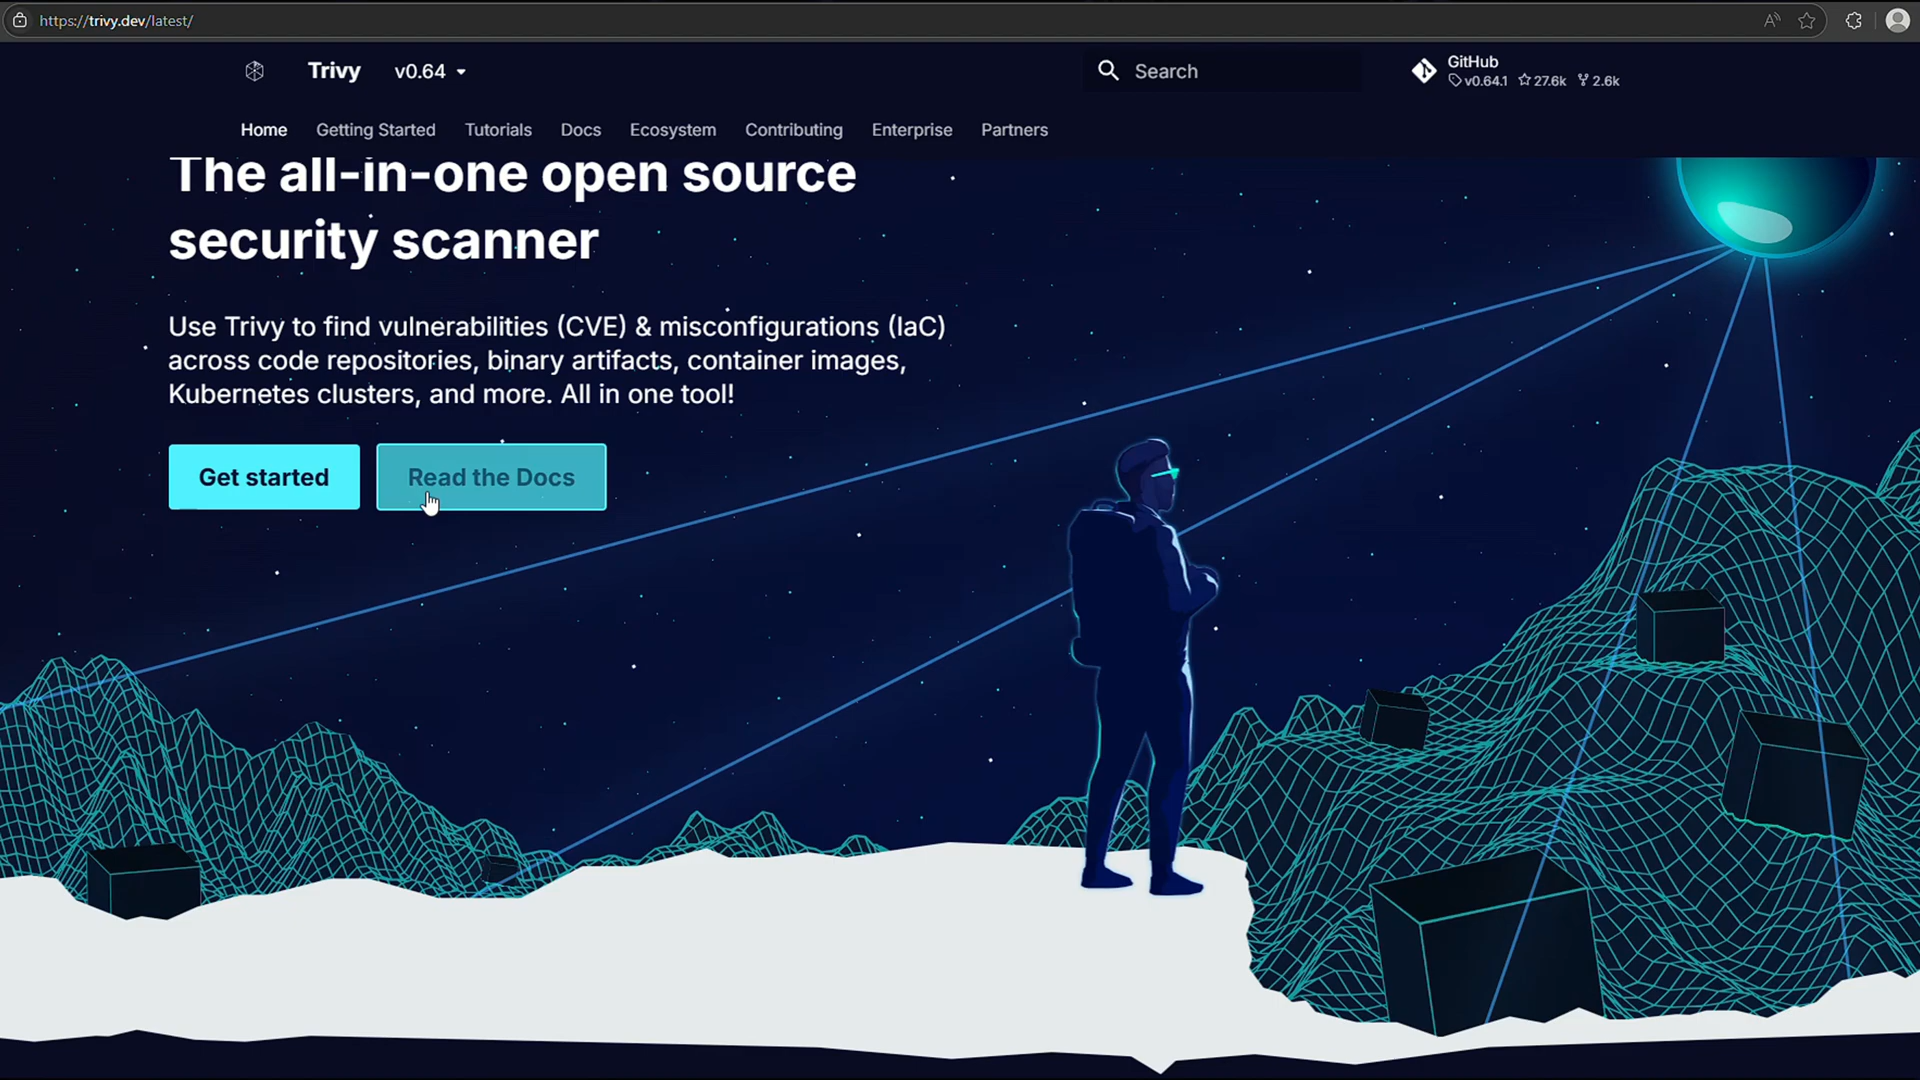 https://trivy.dev/latest/
Trivy
v0.64
Search
GitHub
v0.64.1 27.6k 2.6k
Home Getting Started Tutorials Docs Ecosystem Contributing Enterprise Partners
The all-in-one open source
security scanner
Use Trivy to find vulnerabilities (CVE) & misconfigurations (IaC)
across code repositories, binary artifacts, container images,
Kubernetes clusters, and more. All in one tool!
Get started
Read the Docs